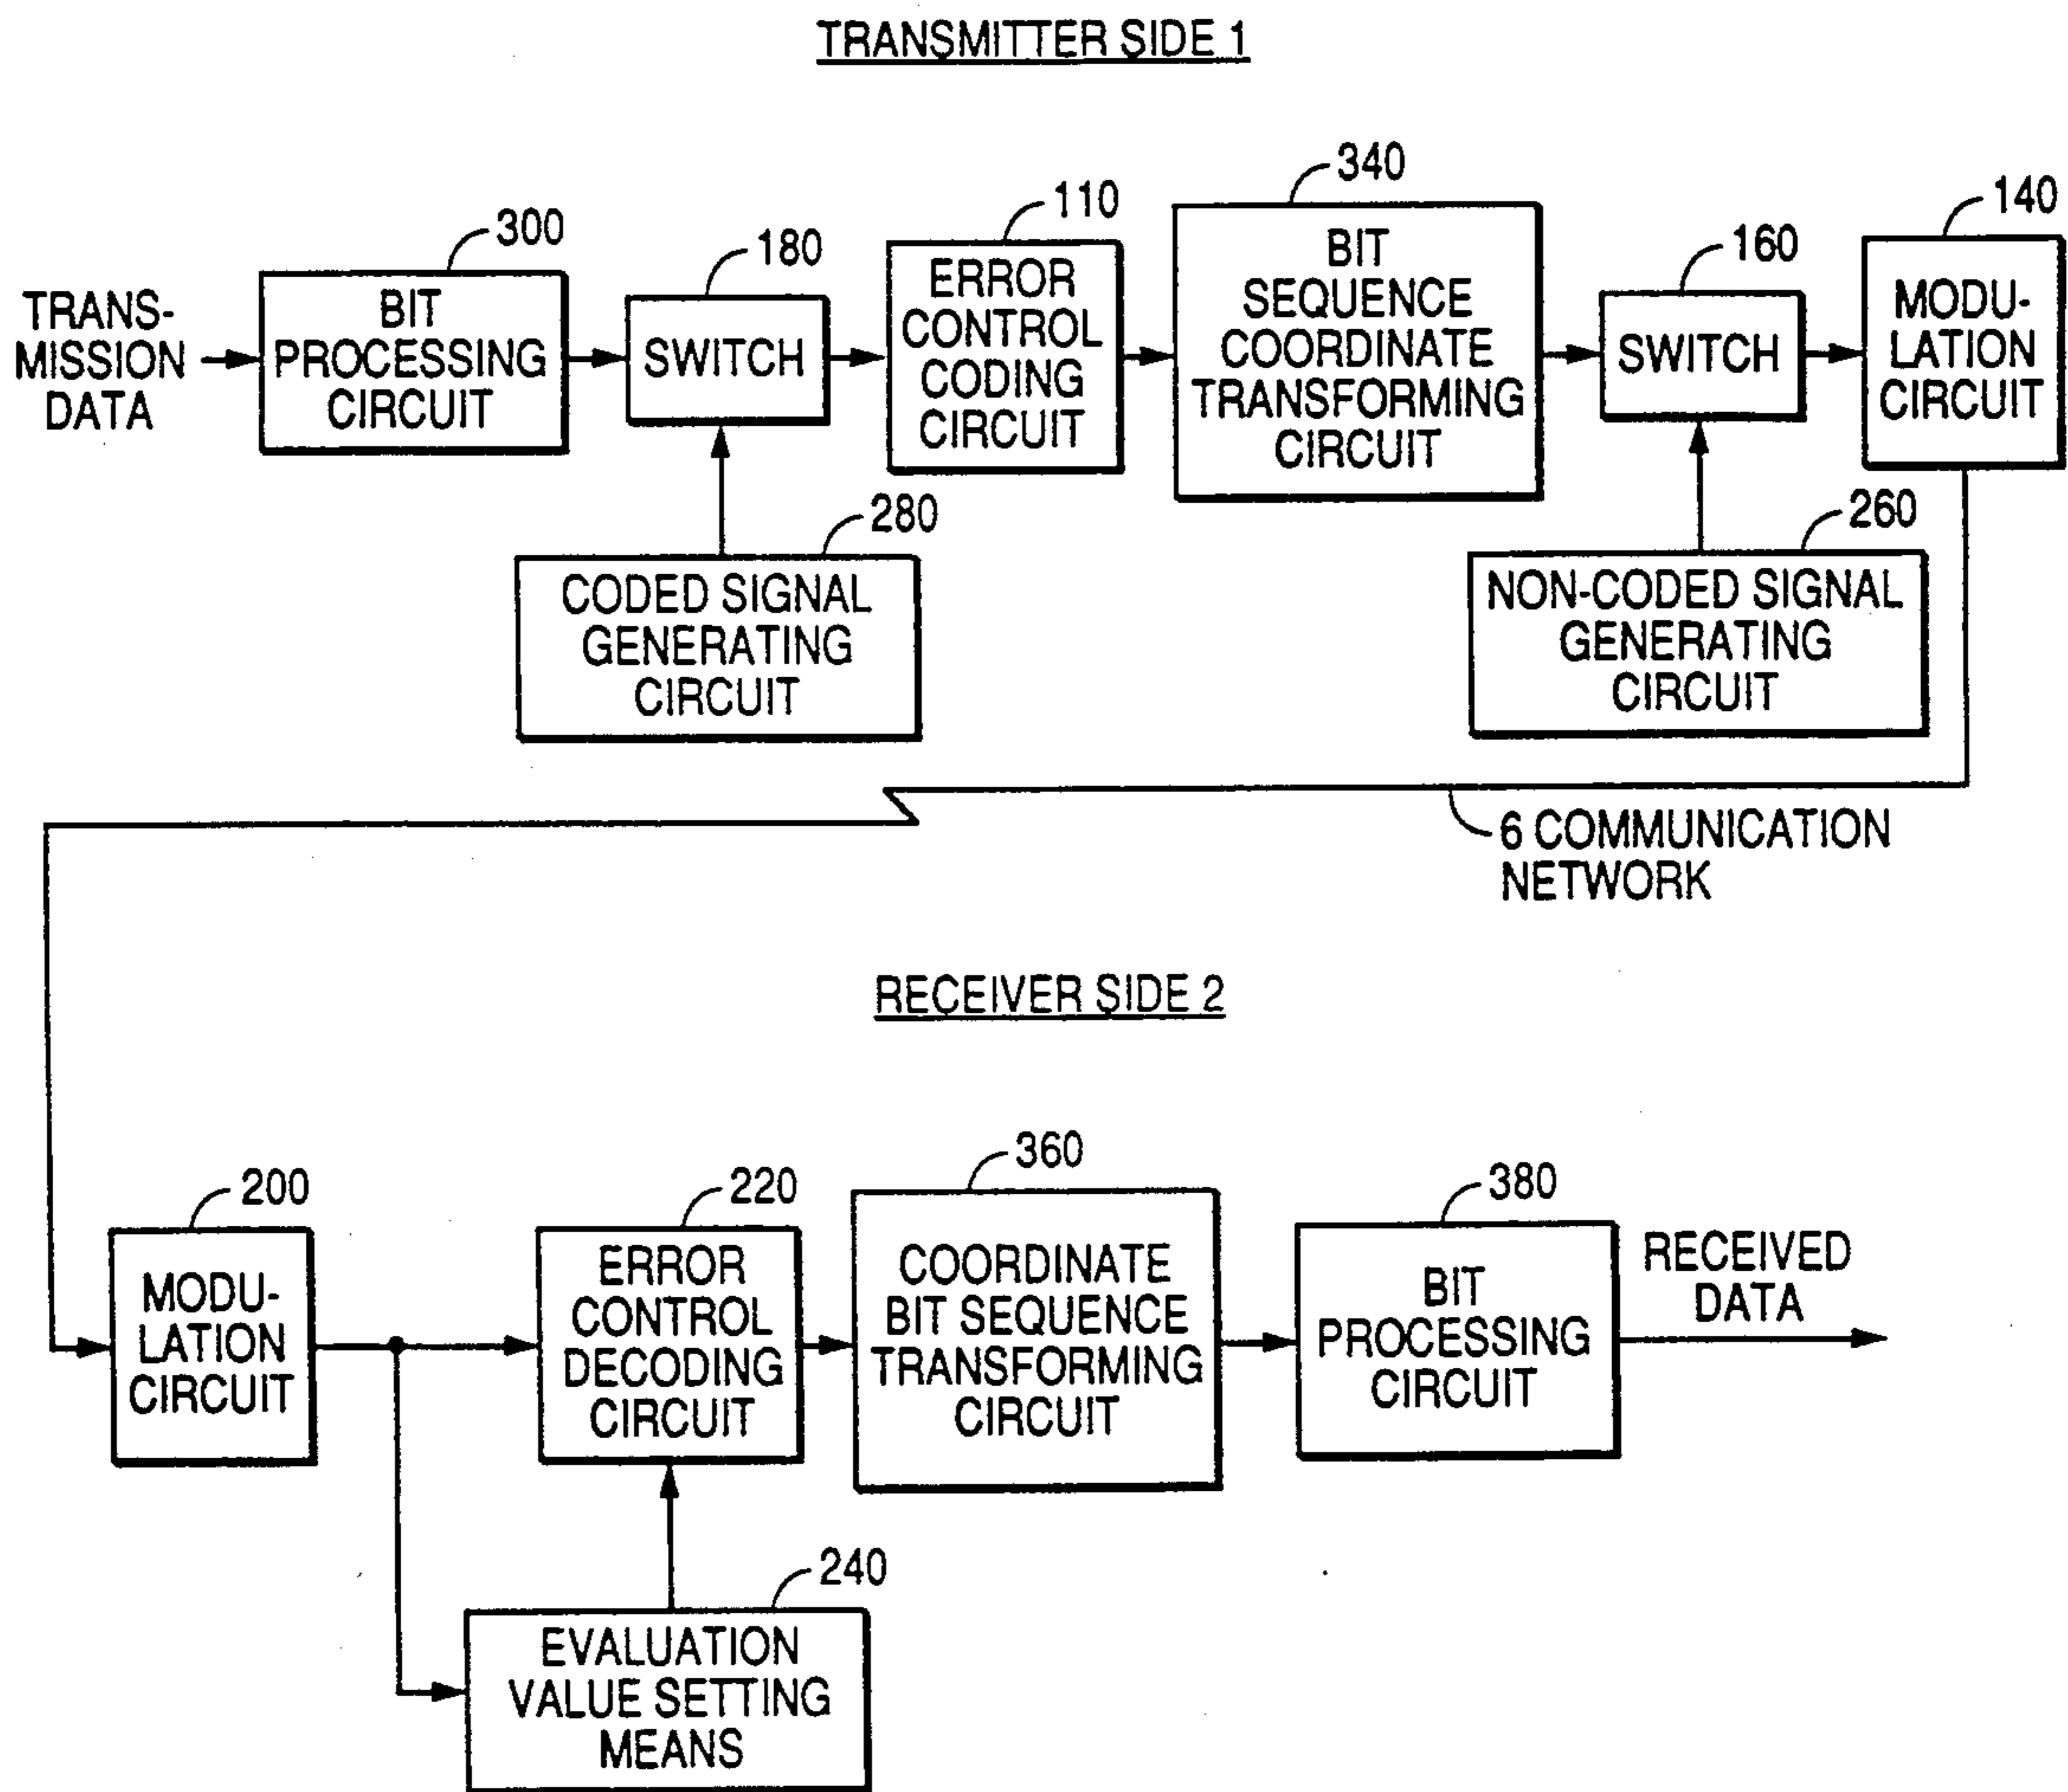 TRANSMITTER SIDE 1
300
180
110
340
160
140
TRANS-
MISSION
DATA
BIT
PROCESSING
CIRCUIT
SWITCH
ERROR
CONTROL
CODING
CIRCUIT
BIT
SEQUENCE
COORDINATE
TRANSFORMING
CIRCUIT
SWITCH
MODU-
LATION
CIRCUIT
280
CODED SIGNAL
GENERATING
CIRCUIT
260
NON-CODED SIGNAL
GENERATING
CIRCUIT
6 COMMUNICATION
NETWORK
RECEIVER SIDE 2
200
220
360
380
MODU-
LATION
CIRCUIT
ERROR
CONTROL
DECODING
CIRCUIT
COORDINATE
BIT SEQUENCE
TRANSFORMING
CIRCUIT
BIT
PROCESSING
CIRCUIT
RECEIVED
DATA
240
EVALUATION
VALUE SETTING
MEANS